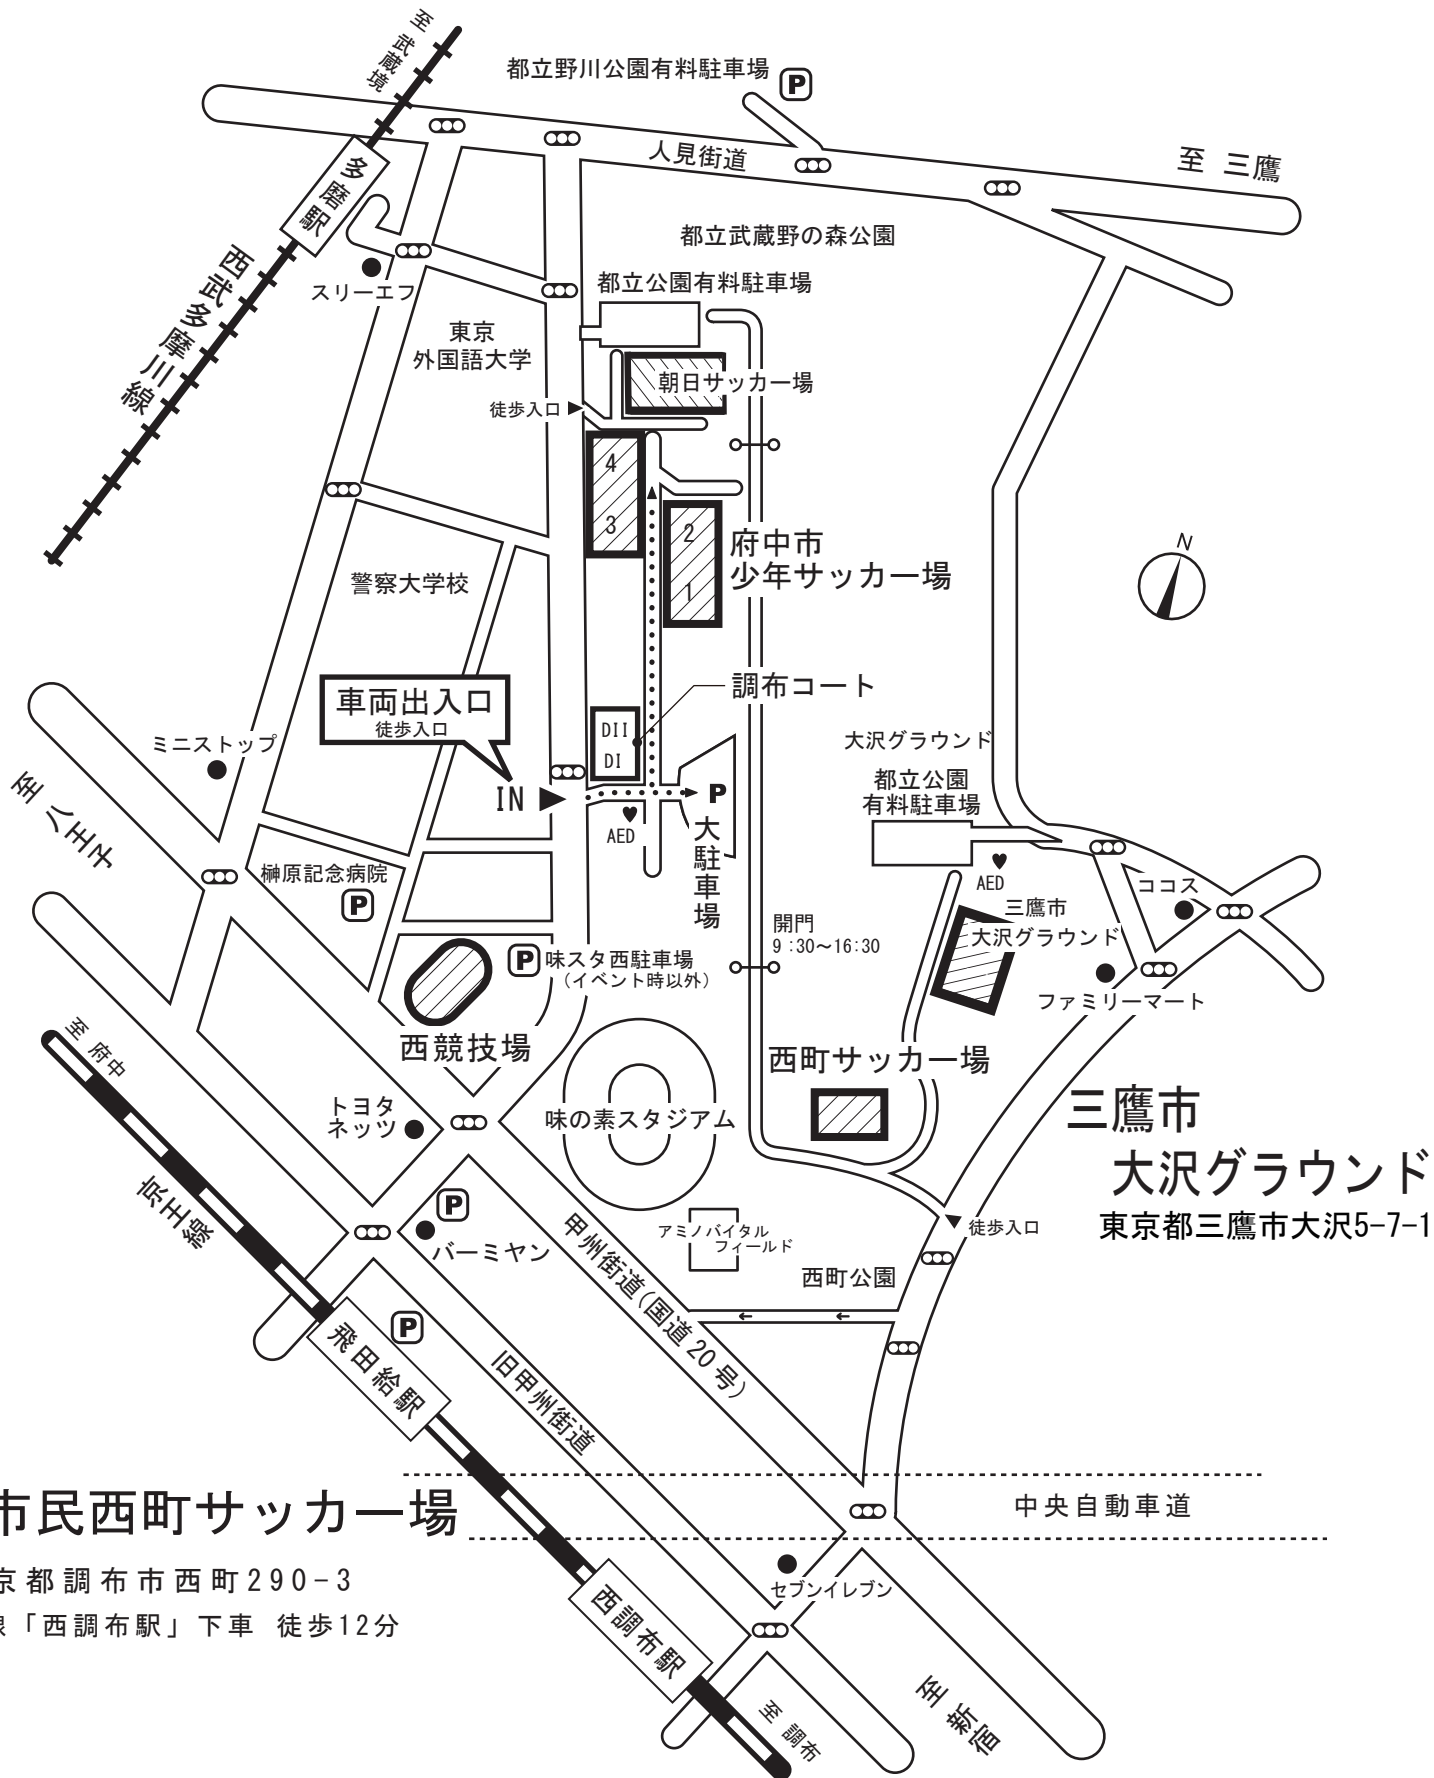 至 武蔵境
都立野川公園有料駐車場
P
人見街道
至 三鷹
多磨駅
都立武蔵野の森公園
西武多摩川線
スリーエフ
都立公園有料駐車場
東京
外国語大学
朝日サッカー場
徒歩入口
4
3
2
1
府中市
少年サッカー場
N
警察大学校
車両出入口
徒歩入口
調布コート
DII
DI
ミニストップ
至 八王子
IN
P
大駐車場
AED
大沢グラウンド
都立公園
有料駐車場
AED
ココス
榊原記念病院
P
三鷹市
大沢グラウンド
開門
9:30～16:30
P
味スタ西駐車場
(イベント時以外)
ファミリーマート
至 府中
西競技場
西町サッカー場
トヨタ
ネッツ
味の素スタジアム
三鷹市
大沢グラウンド
東京都三鷹市大沢5-7-1
京王線
P
バーミヤン
甲州街道(国道20号)
アミノバイタル
フィールド
徒歩入口
西町公園
P
飛田給駅
旧甲州街道
市民西町サッカー場
中央自動車道
京都調布市西町290-3
「西調布駅」下車 徒歩12分
セブンイレブン
西調布駅
至 調布
至 新宿